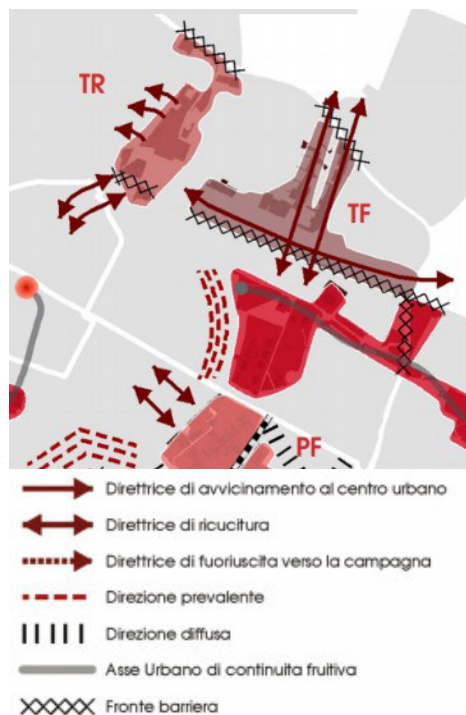 TR
TF
PF
Direttrice di avvicinamento al centro urbano
Direttrice di ricucitura
Direttrice di fuoriuscita verso la campagna
Direzione prevalente
Direzione diffusa
Asse Urbano di continuita fruitiva
Fronte barriera